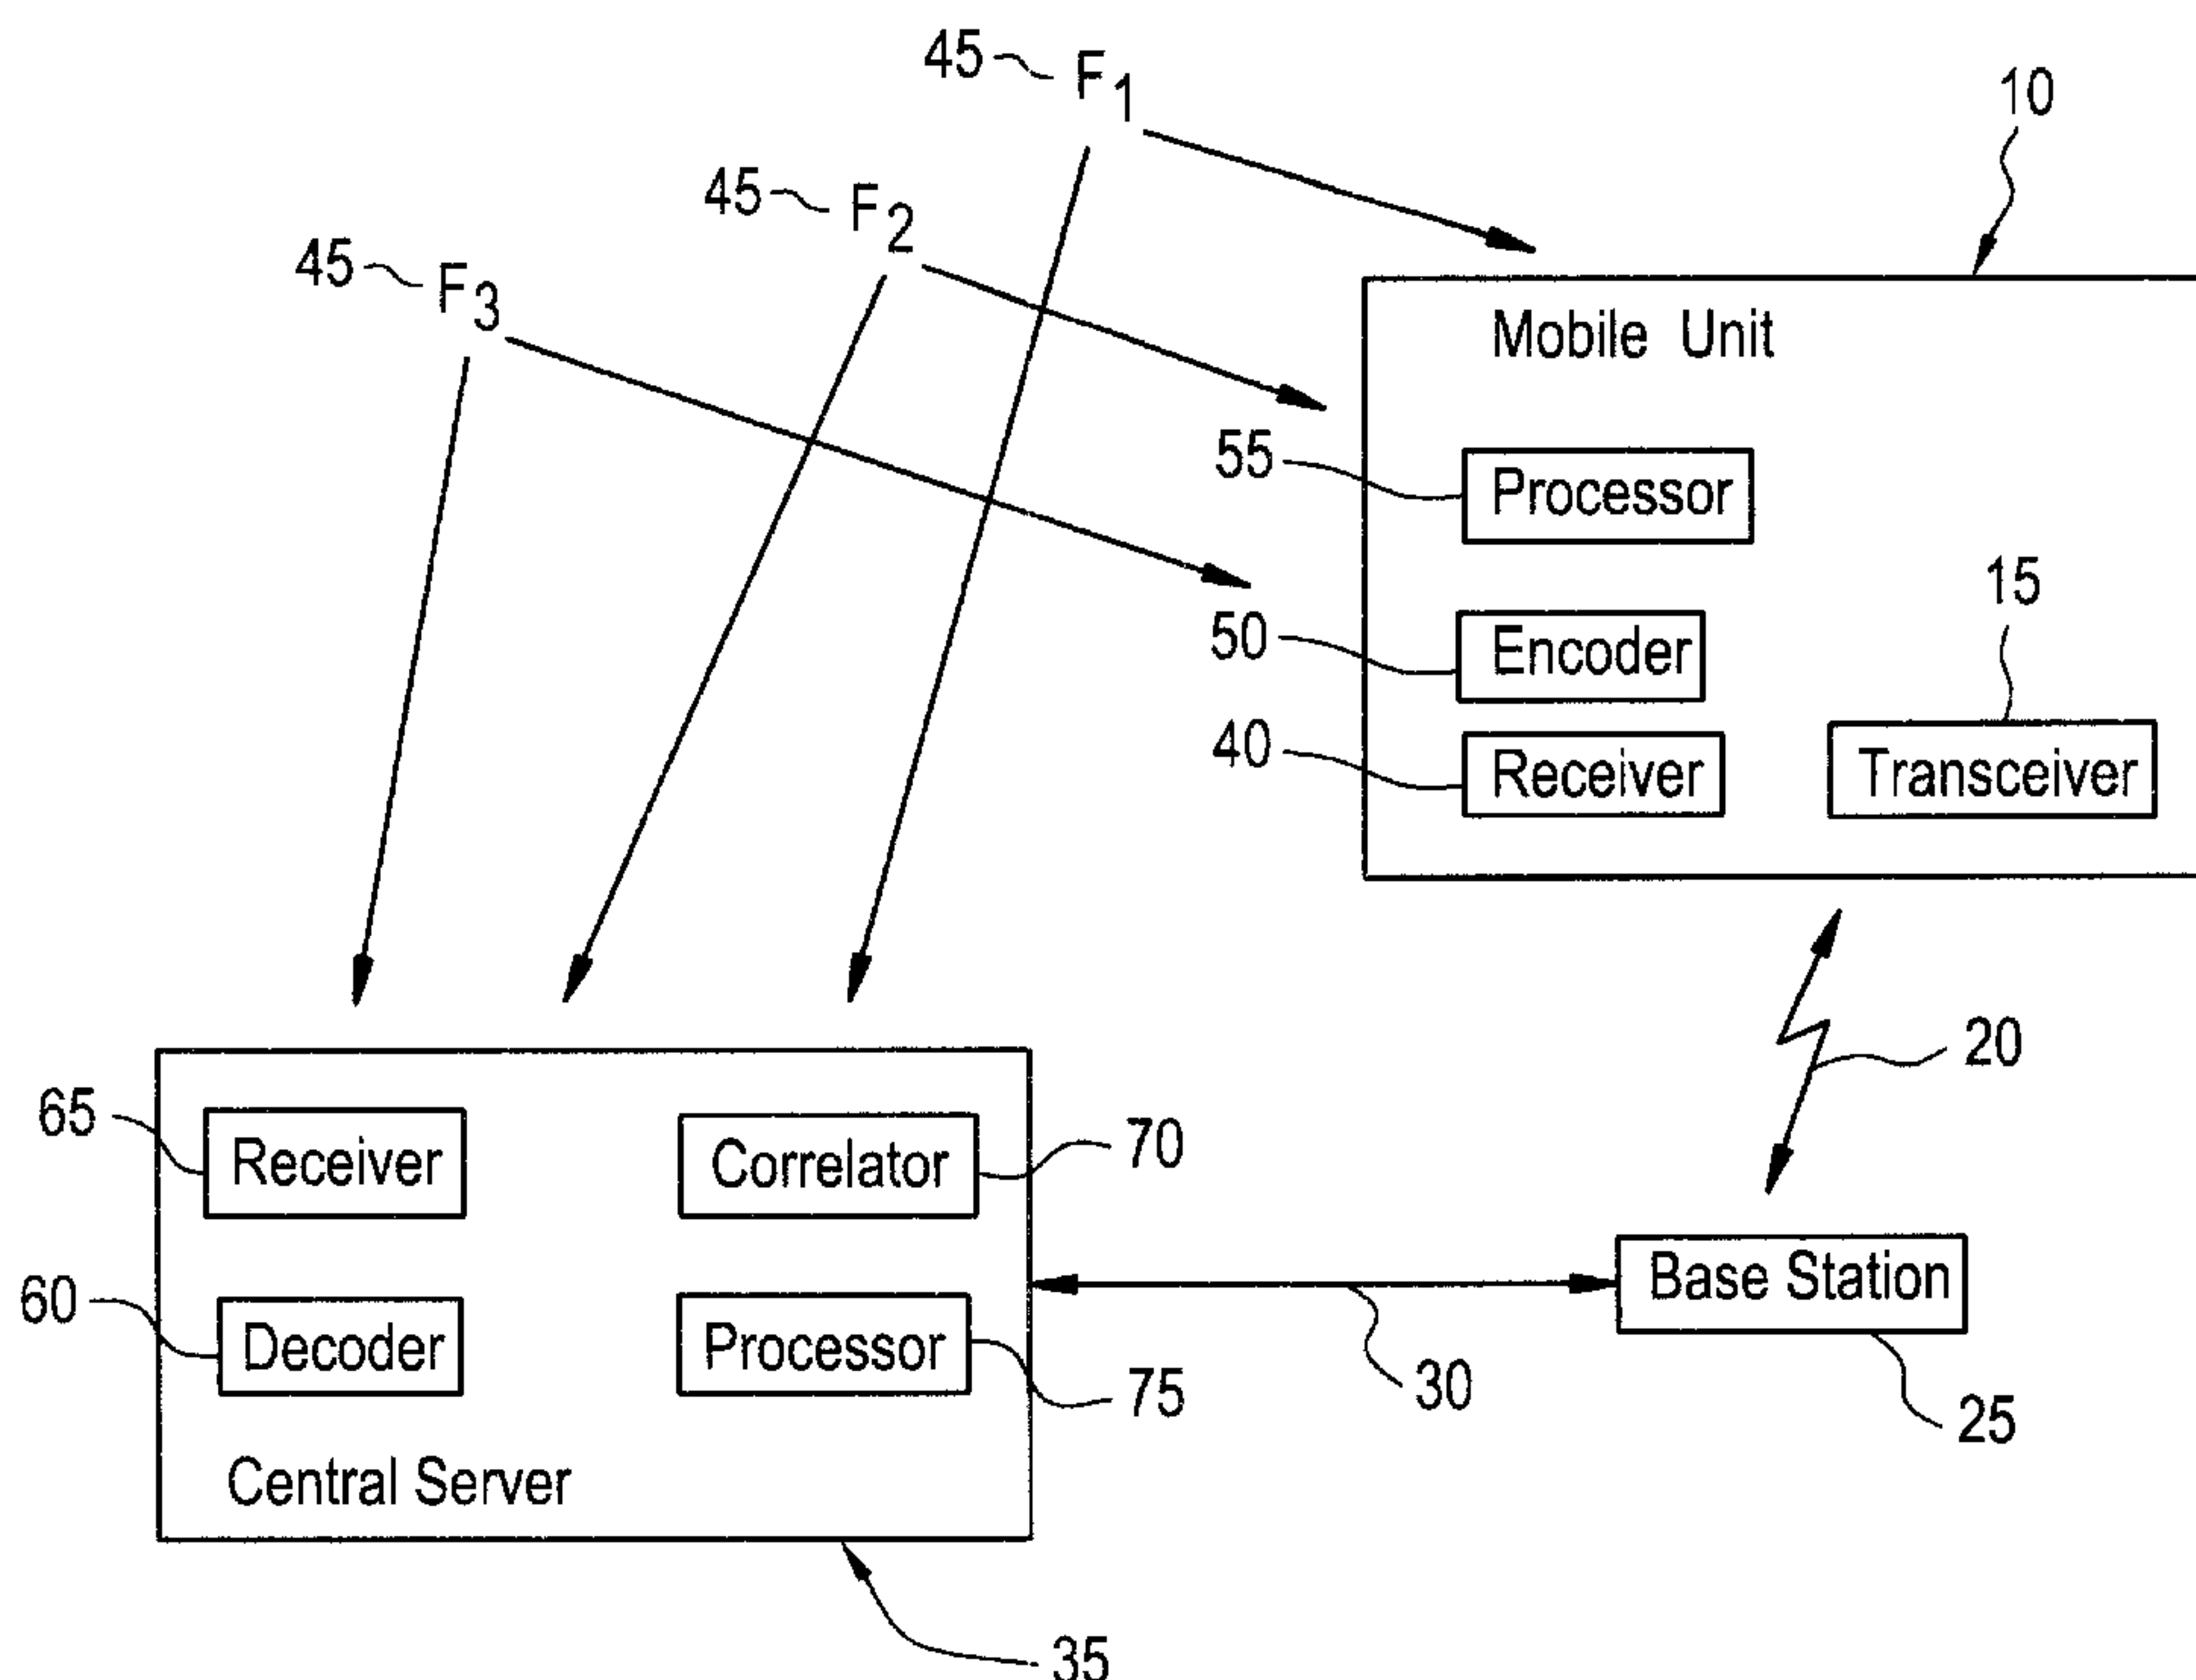 45 F1
10
45 F2
45 F3
Mobile Unit
55 Processor
15
50 Encoder
40 Receiver
Transceiver
20
65 Receiver
Correlator 70
60 Decoder
Processor 75
Base Station
30
25
Central Server
35